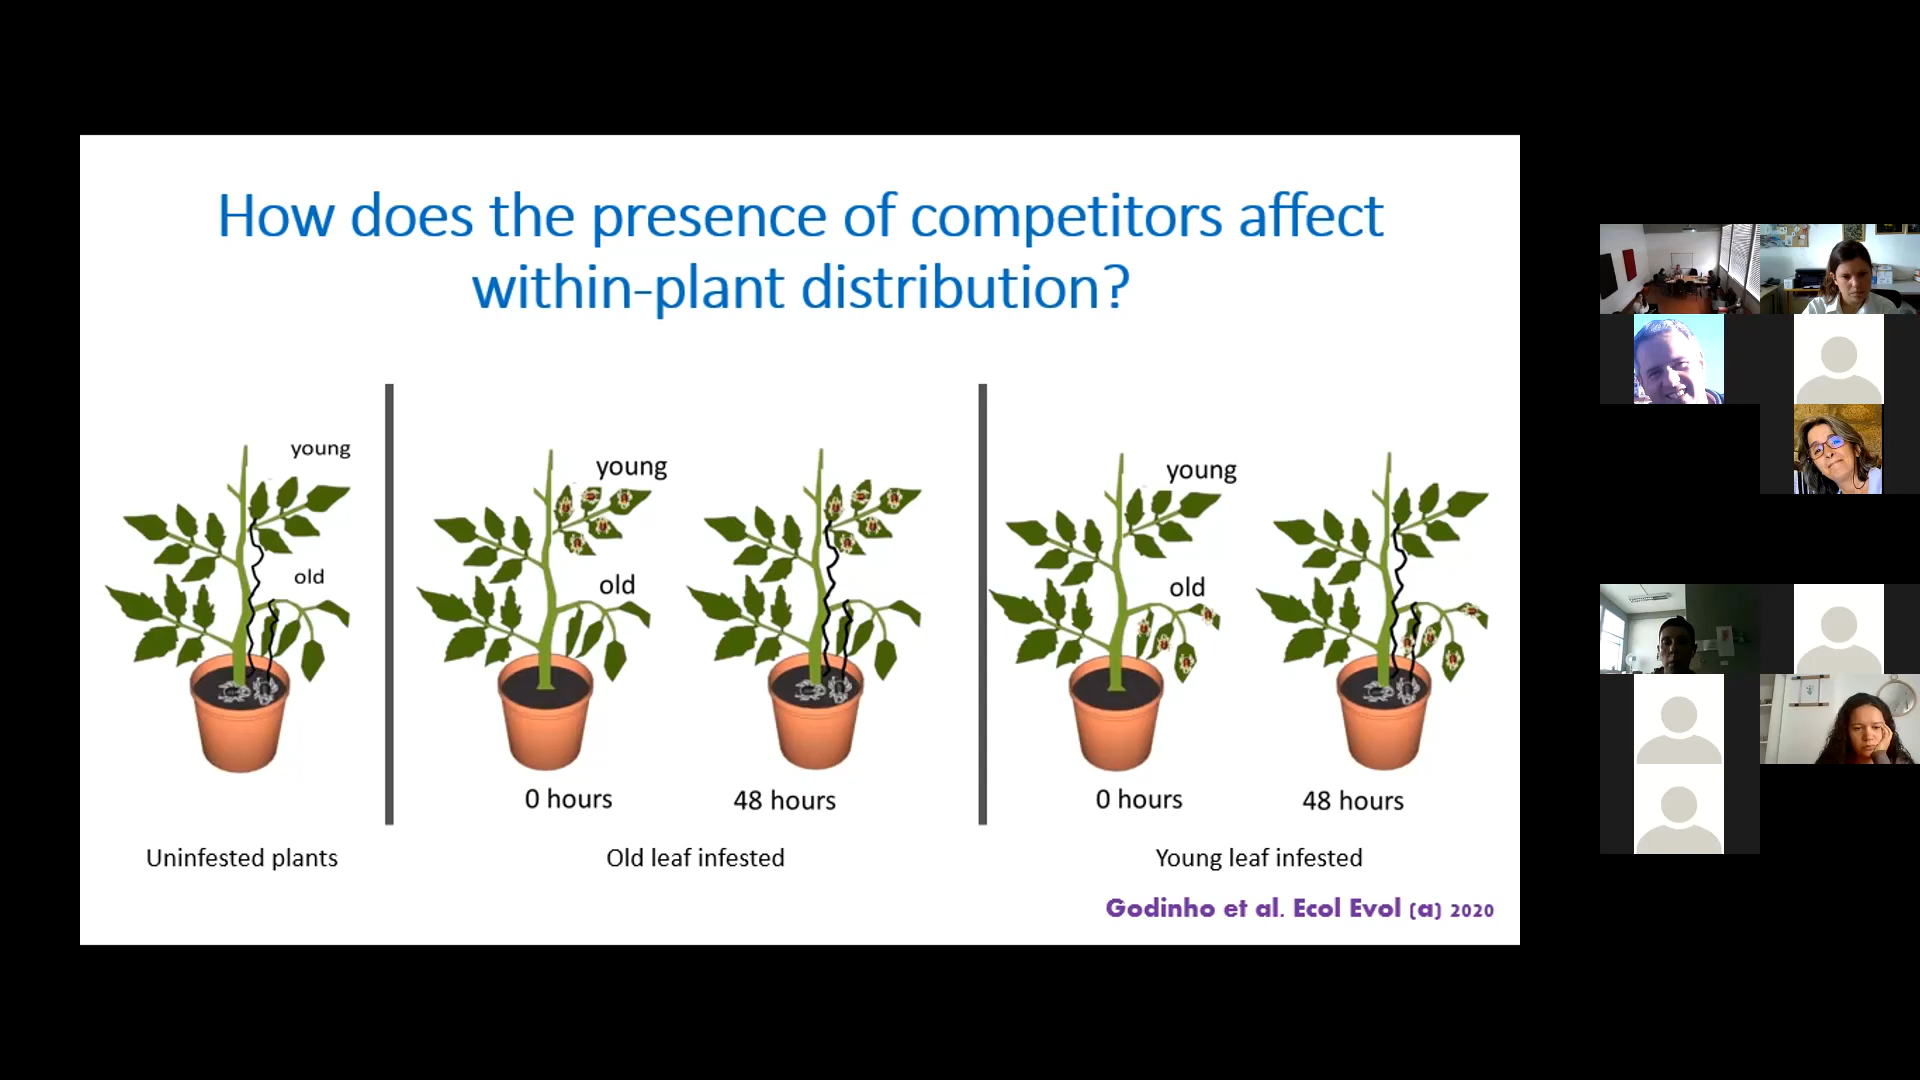 How does the presence of competitors affect
within-plant distribution?
young
old
young
old
young
old
0 hours
48 hours
0 hours
48 hours
Uninfested plants
Old leaf infested
Young leaf infested
Godinho et al. Ecol Evol (a) 2020